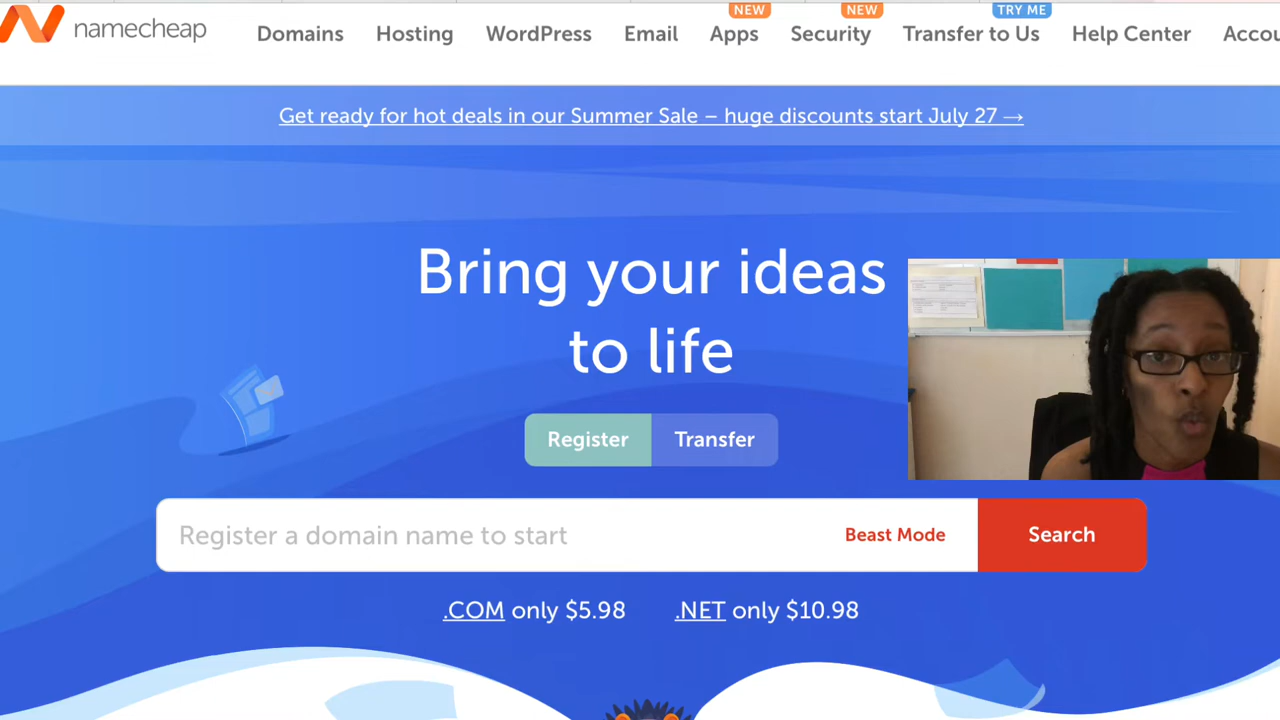 NEW NEW TRY ME
namecheap Domains Hosting WordPress Email Apps Security Transfer to Us Help Center Accou
Get ready for hot deals in our Summer Sale – huge discounts start July 27 →
Bring your ideas
to life
Register Transfer
Register a domain name to start Beast Mode Search
.COM only $5.98 .NET only $10.98